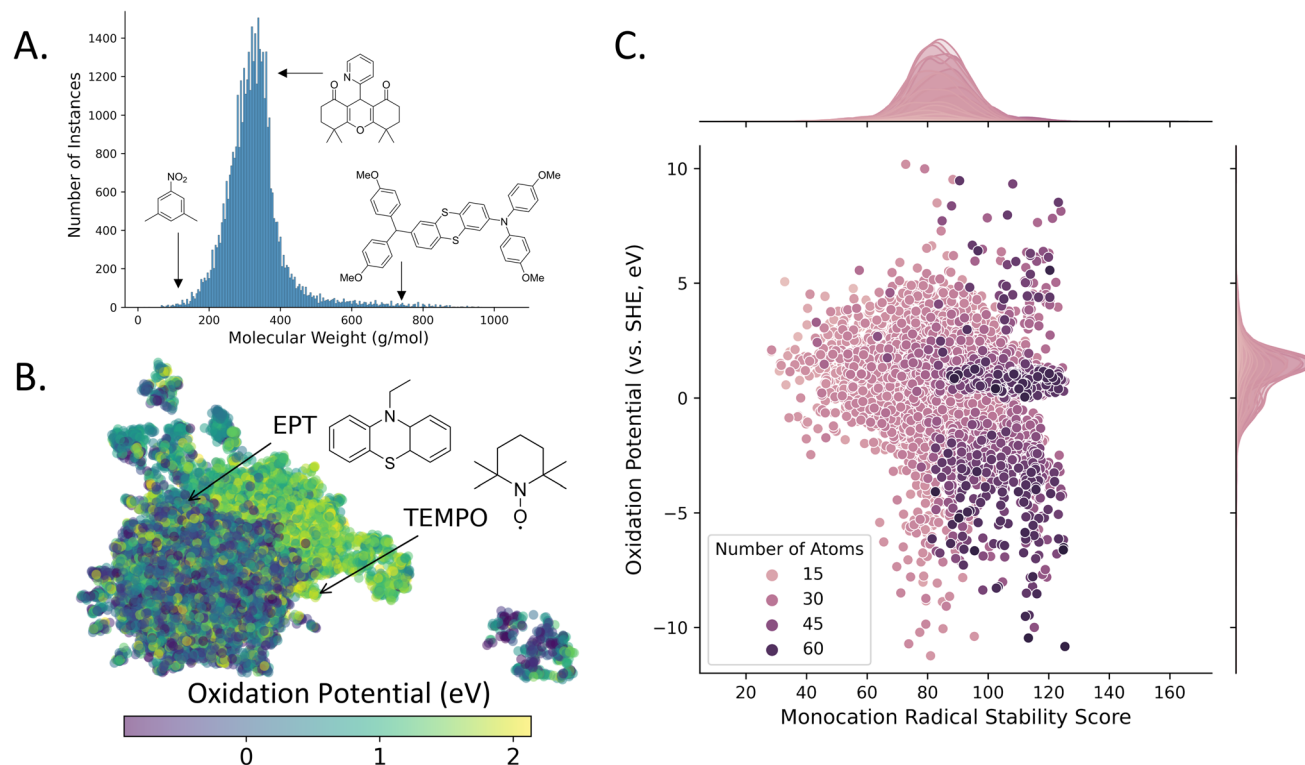 A.
Number of Instances
1400
1200
1000
800
600
400
200
0
0 200 400 600 800 1000
Molecular Weight (g/mol)
NO2
N
O O
O
MeO
OMe
S
N
S
MeO
OMe
B.
EPT
N
S
TEMPO
N
O
Oxidation Potential (eV)
0 1 2
C.
Oxidation Potential (vs. SHE, eV)
10
5
0
−5
−10
Number of Atoms
15
30
45
60
20 40 60 80 100 120 140 160
Monocation Radical Stability Score